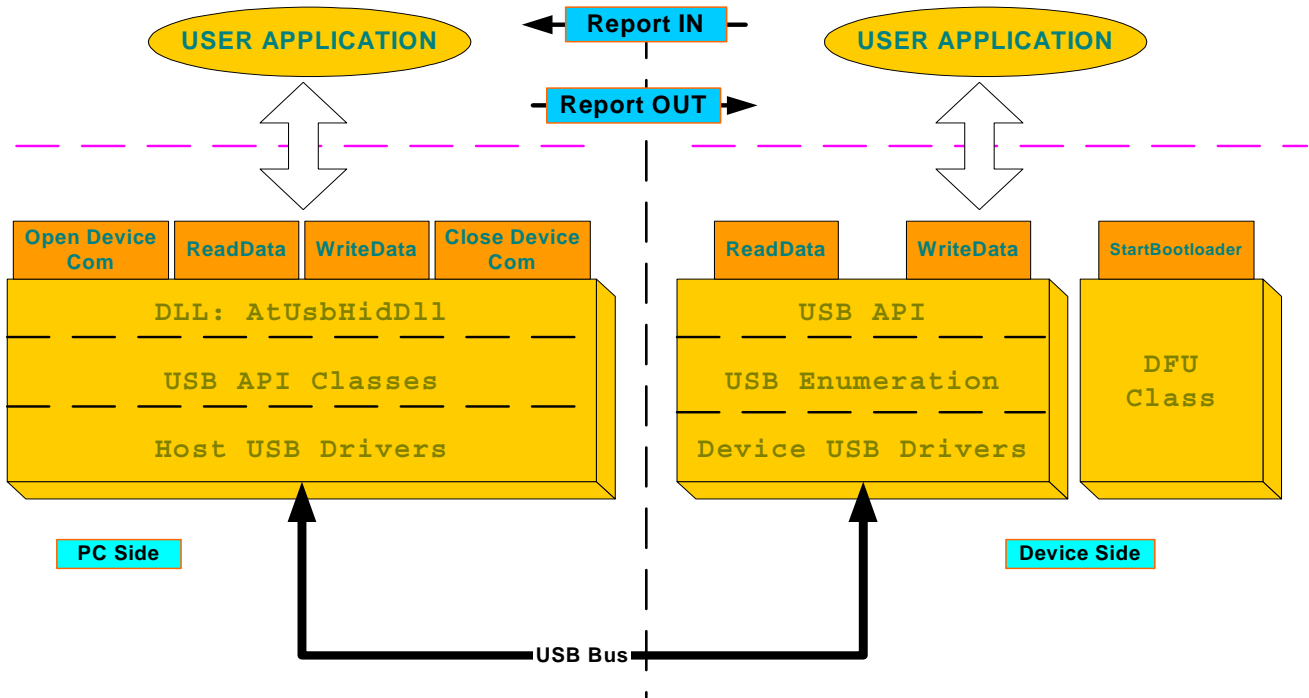 USER APPLICATION
Report IN
USER APPLICATION
Report OUT
Open Device
Com
ReadData
WriteData
Close Device
Com
ReadData
WriteData
StartBootloader
DLL: AtUsbHidDll
USB API Classes
Host USB Drivers
USB API
USB Enumeration
Device USB Drivers
DFU
Class
PC Side
Device Side
USB Bus